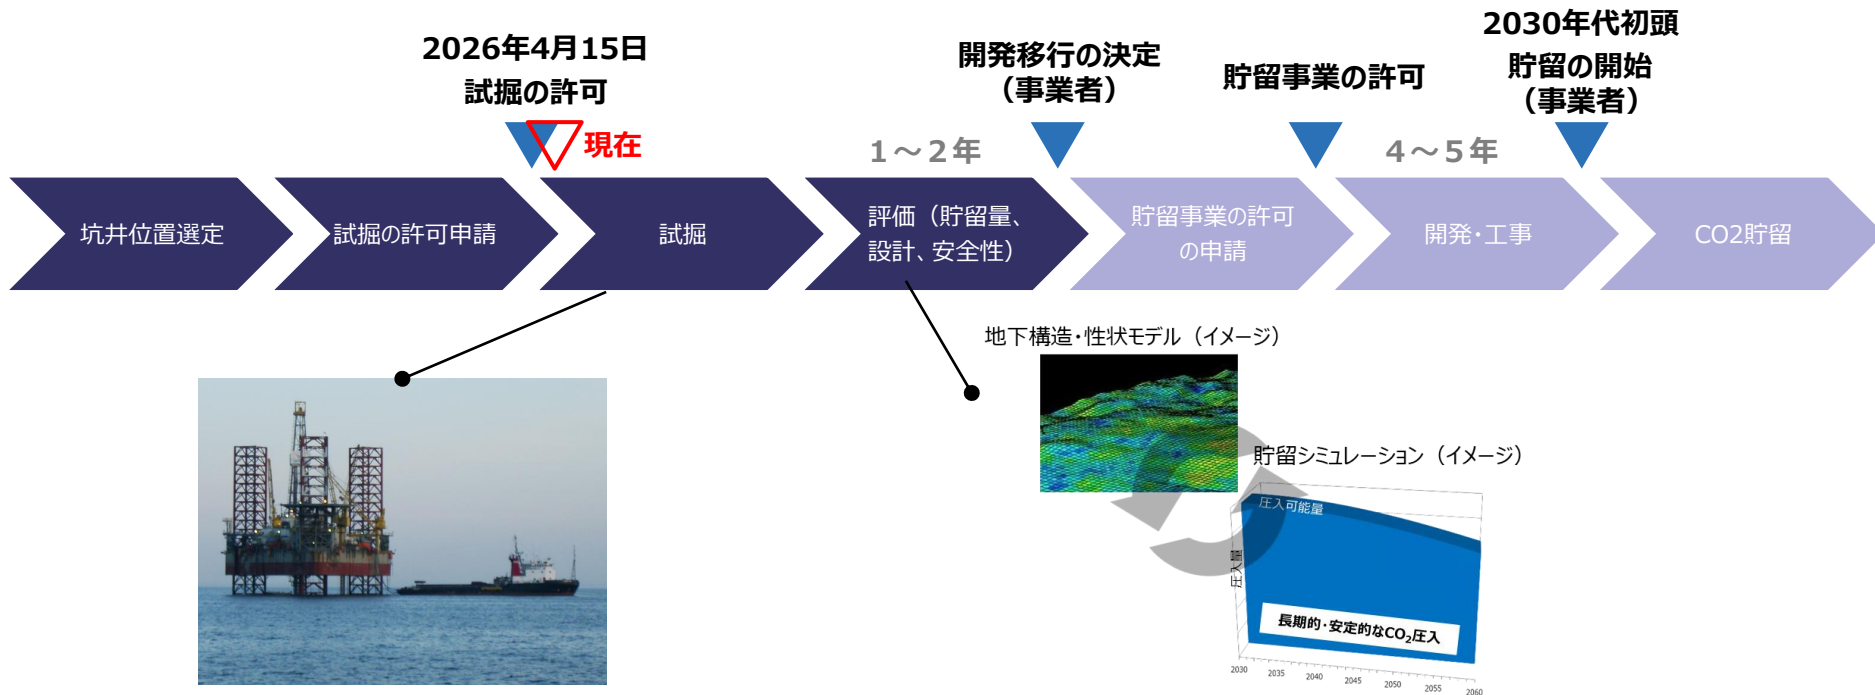 2026年4月15日
試掘の許可
現在
1～2年
開発移行の決定
（事業者）
貯留事業の許可
4～5年
2030年代初頭
貯留の開始
（事業者）
坑井位置選定
試掘の許可申請
試掘
評価（貯留量、
設計、安全性）
貯留事業の許可
の申請
開発・工事
CO2貯留
地下構造・性状モデル（イメージ）
貯留シミュレーション（イメージ）
圧入可能量
圧入量
長期的・安定的なCO₂圧入
2030 2035 2040 2045 2050 2055 2060